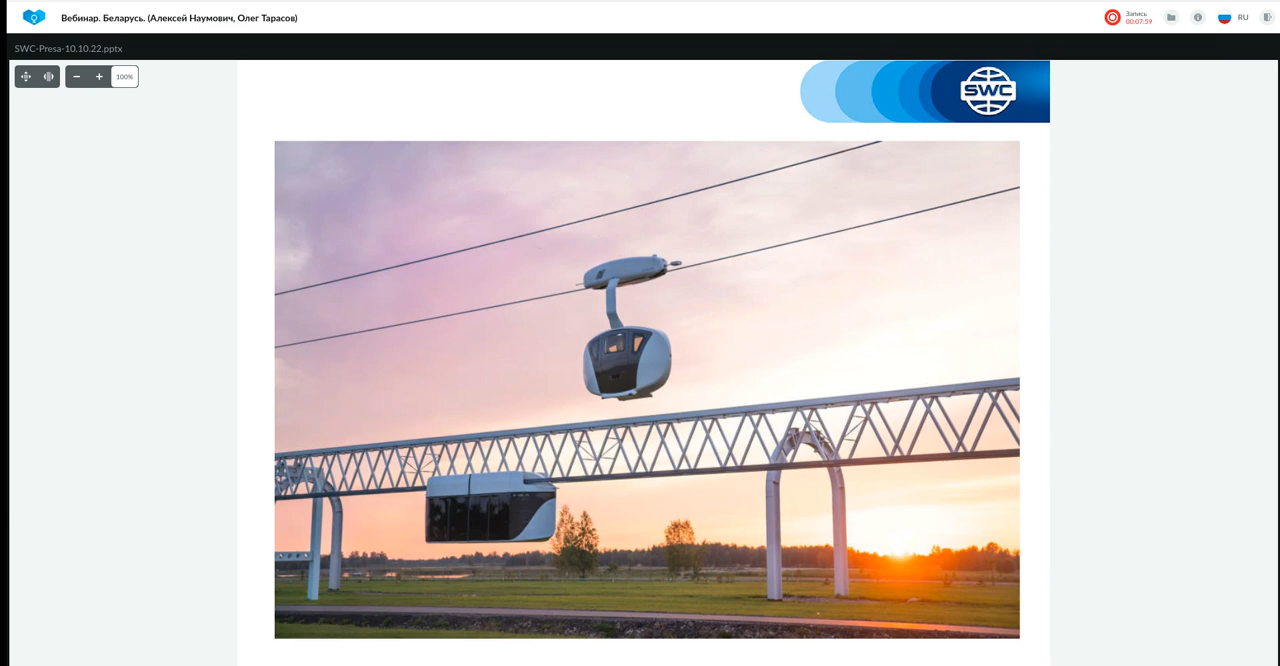 Вебинар. Беларусь. (Алексей Наумович, Олег Тарасов)
Запись
00:07:59
RU
SWC-Presa-10.10.22.pptx
100%
SWC